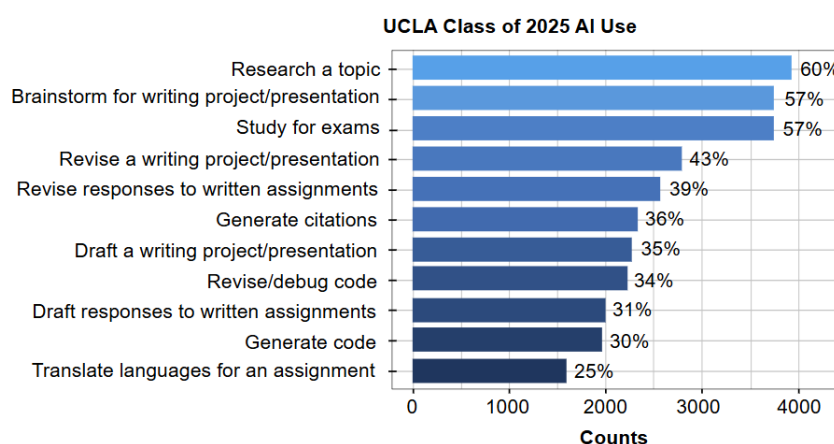 UCLA Class of 2025 AI Use
Research a topic 60%
Brainstorm for writing project/presentation 57%
Study for exams 57%
Revise a writing project/presentation 43%
Revise responses to written assignments 39%
Generate citations 36%
Draft a writing project/presentation 35%
Revise/debug code 34%
Draft responses to written assignments 31%
Generate code 30%
Translate languages for an assignment 25%
0 1000 2000 3000 4000
Counts